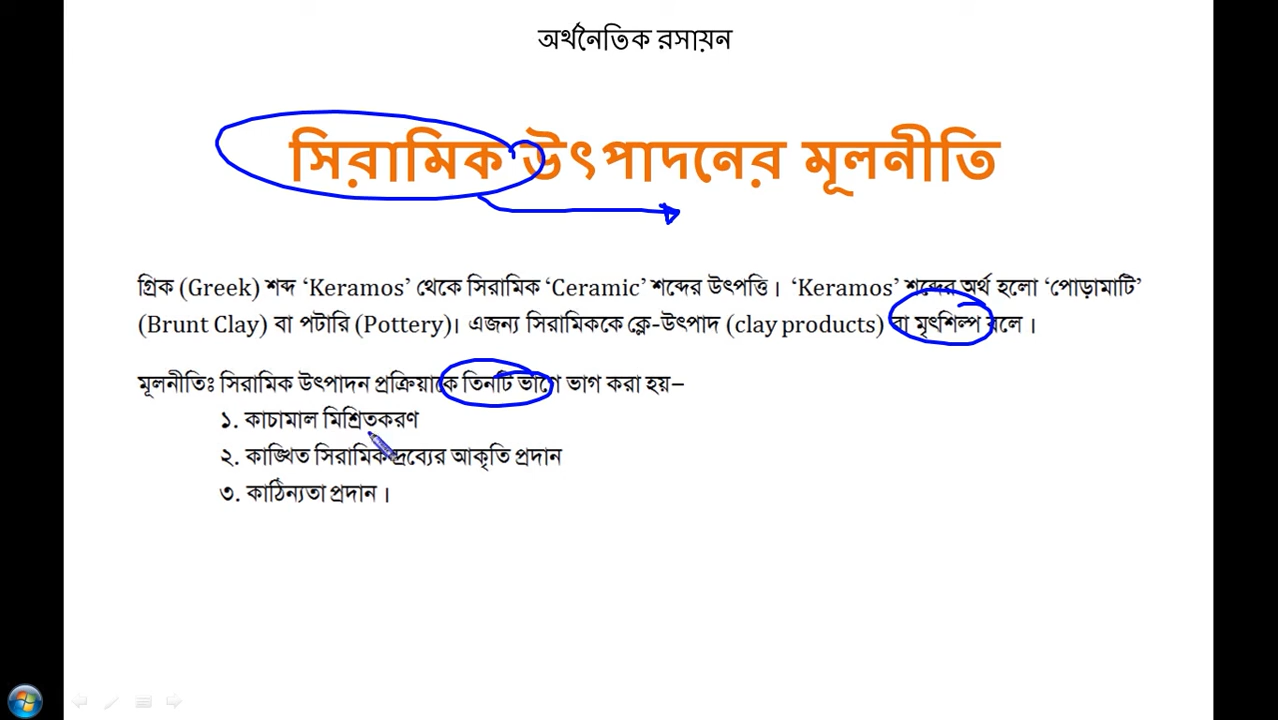 অর্থনৈতিক রসায়ন
সিরামিক উৎপাদনের মূলনীতি
গ্রিক (Greek) শব্দ ‘Keramos’ থেকে সিরামিক ‘Ceramic’ শব্দের উৎপত্তি। ‘Keramos’ শব্দের অর্থ হলো ‘পোড়ামাটি’
(Brunt Clay) বা পটারি (Pottery)। এজন্য সিরামিককে ক্লে-উৎপাদ (clay products) বা মৃৎশিল্প বলে।
মূলনীতিঃ সিরামিক উৎপাদন প্রক্রিয়াকে তিনটি ভাগে ভাগ করা হয়–
১. কাচামাল মিশ্রিতকরণ
২. কাঙ্খিত সিরামিক দ্রব্যের আকৃতি প্রদান
৩. কাঠিন্যতা প্রদান।